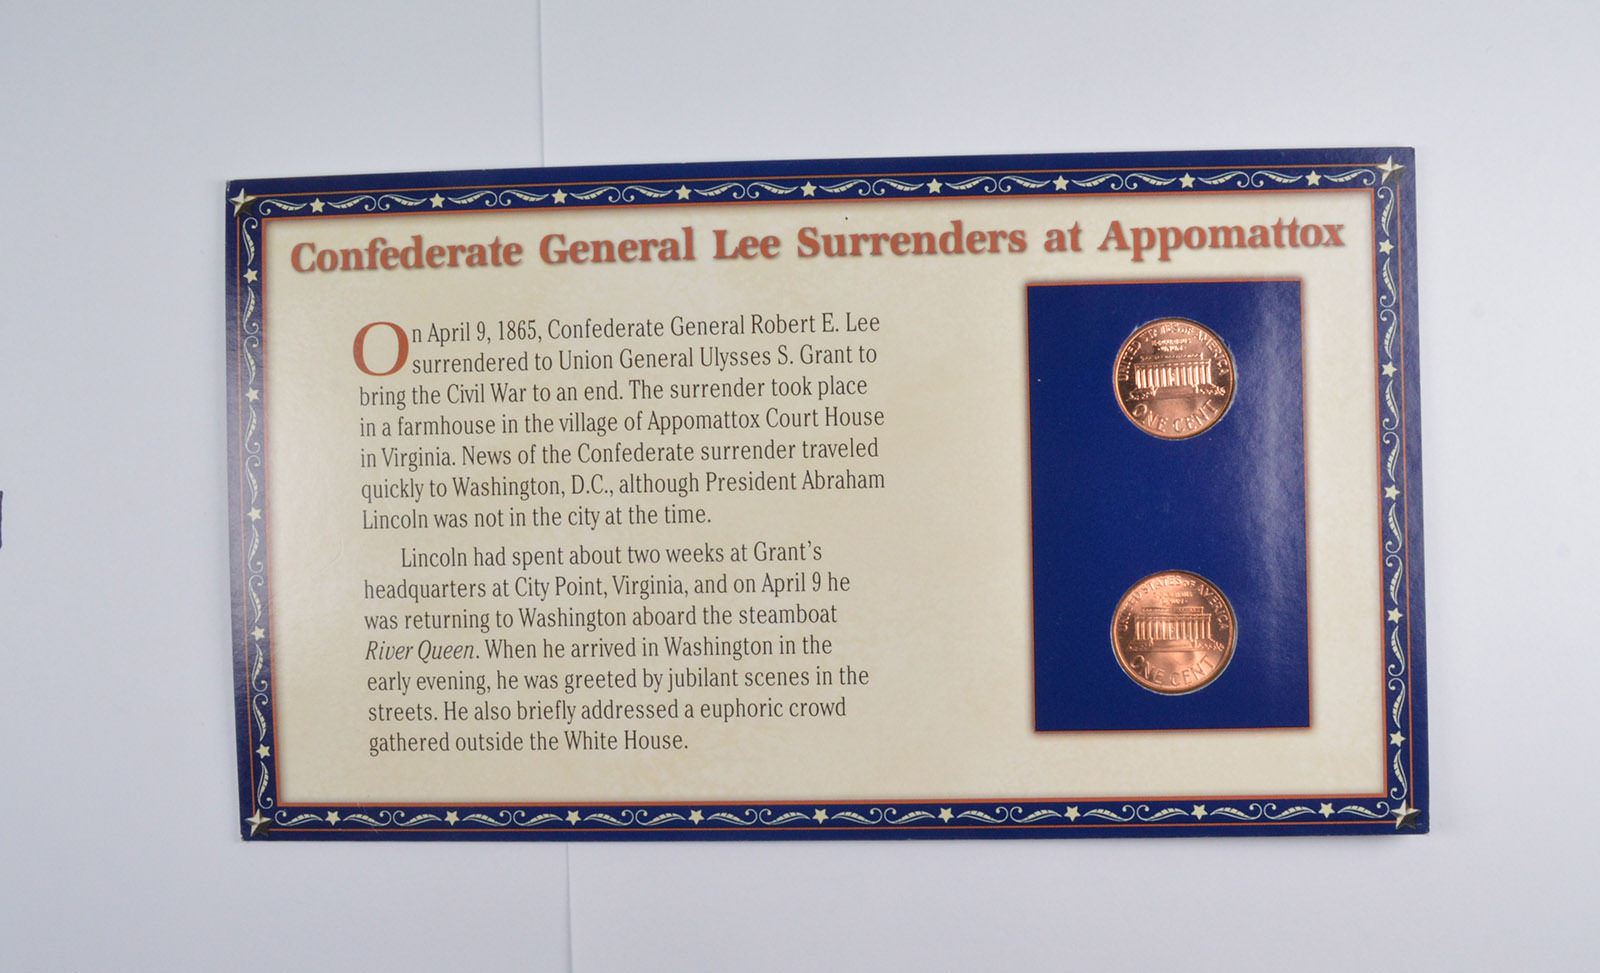 Confederate General Lee Surrenders at Appomattox
On April 9, 1865, Confederate General Robert E. Lee
surrendered to Union General Ulysses S. Grant to
bring the Civil War to an end. The surrender took place
in a farmhouse in the village of Appomattox Court House
in Virginia. News of the Confederate surrender traveled
quickly to Washington, D.C., although President Abraham
Lincoln was not in the city at the time.
Lincoln had spent about two weeks at Grant's
headquarters at City Point, Virginia, and on April 9 he
was returning to Washington aboard the steamboat
River Queen. When he arrived in Washington in the
early evening, he was greeted by jubilant scenes in the
streets. He also briefly addressed a euphoric crowd
gathered outside the White House.
UNITED STATES OF AMERICA
ONE CENT
UNITED STATES OF AMERICA
ONE CENT